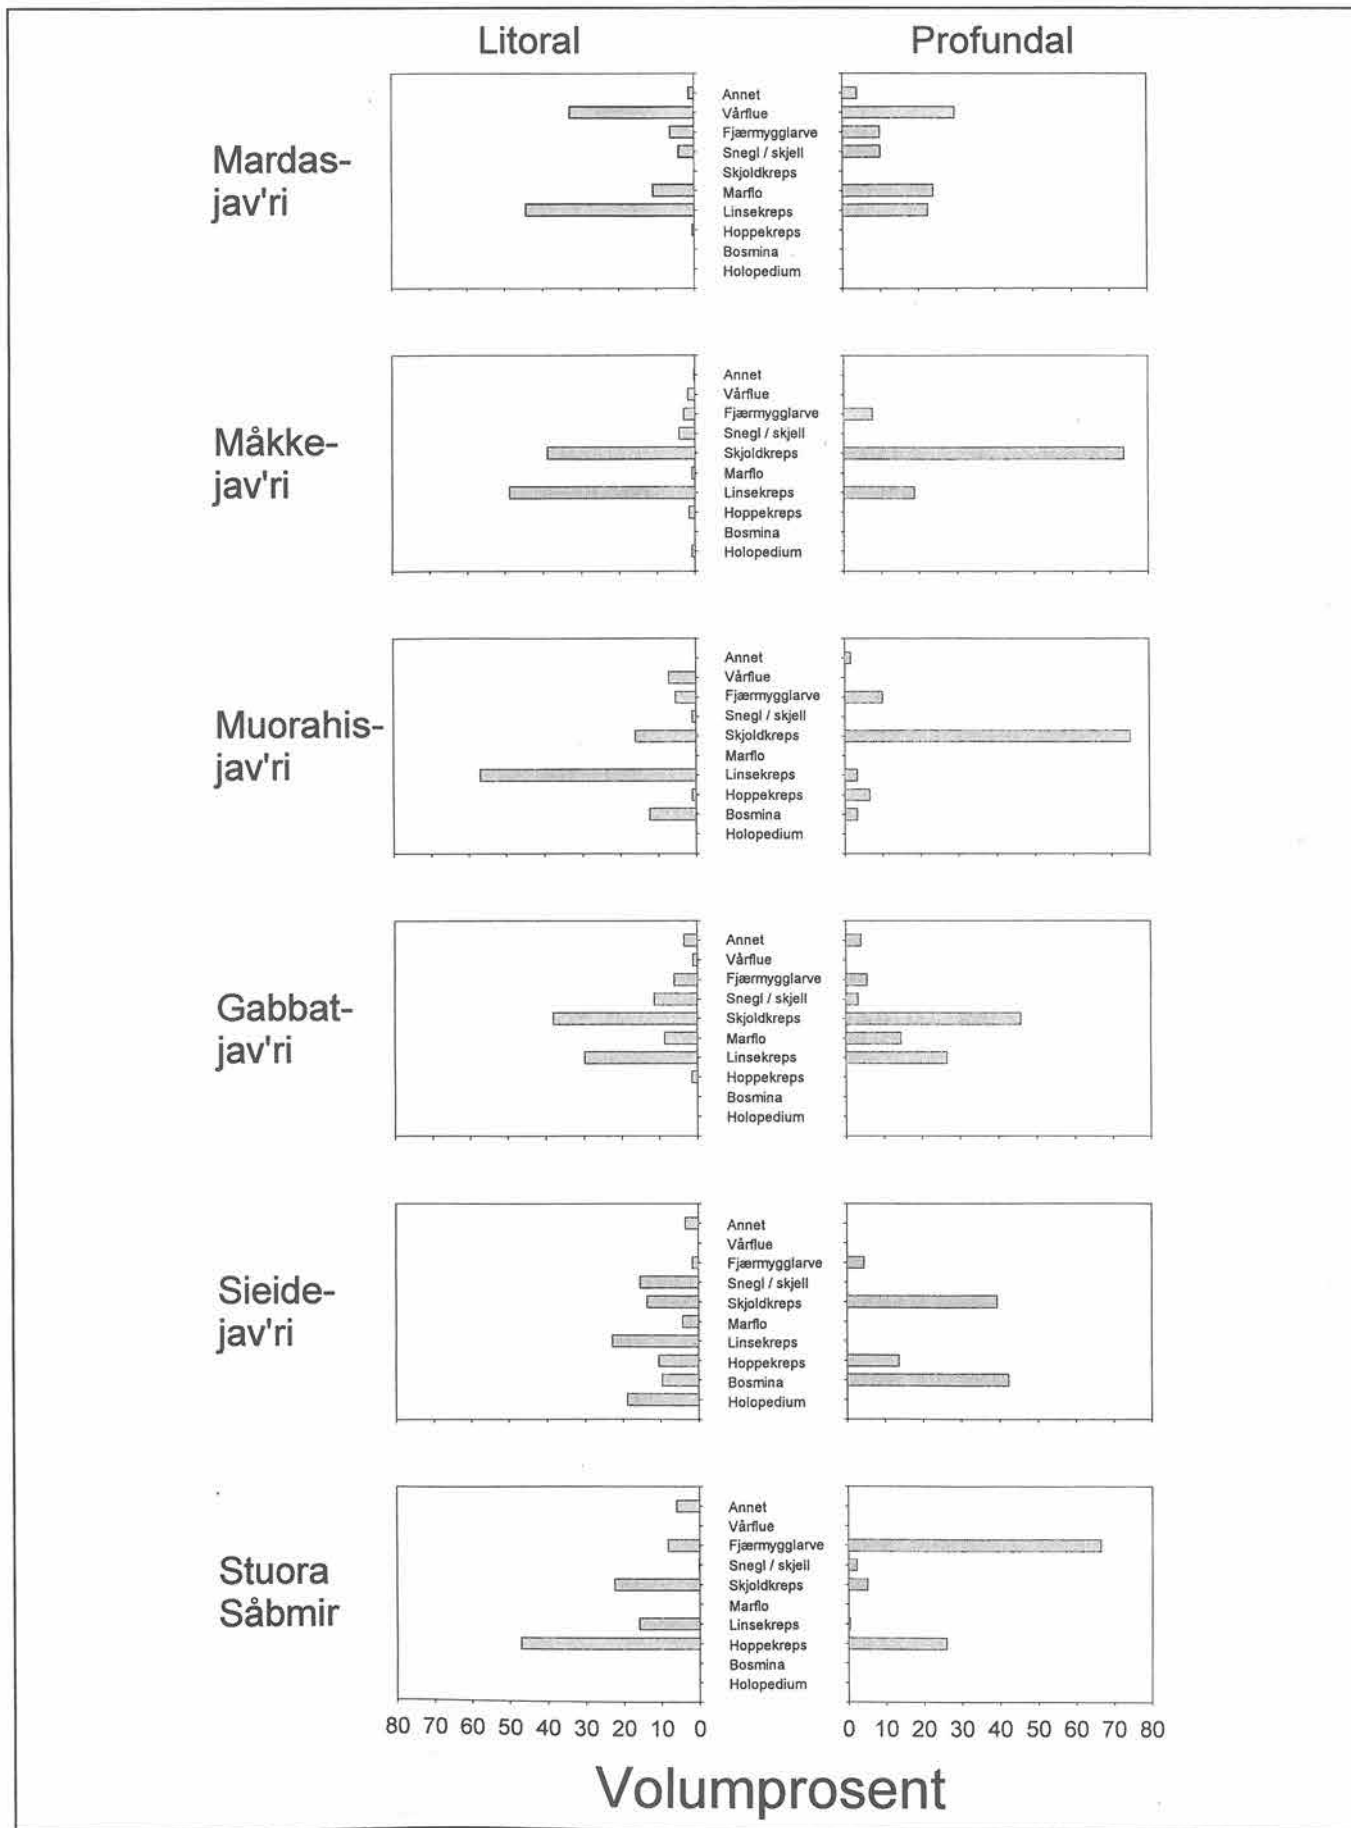 Litoral
Profundal
Mardas-
jav'ri
Annet
Vårflue
Fjærmygglarve
Snegl / skjell
Skjoldkreps
Marflo
Linsekreps
Hoppekreps
Bosmina
Holopedium
Måkke-
jav'ri
Annet
Vårflue
Fjærmygglarve
Snegl / skjell
Skjoldkreps
Marflo
Linsekreps
Hoppekreps
Bosmina
Holopedium
Muorahis-
jav'ri
Annet
Vårflue
Fjærmygglarve
Snegl / skjell
Skjoldkreps
Marflo
Linsekreps
Hoppekreps
Bosmina
Holopedium
Gabbat-
jav'ri
Annet
Vårflue
Fjærmygglarve
Snegl / skjell
Skjoldkreps
Marflo
Linsekreps
Hoppekreps
Bosmina
Holopedium
Sieide-
jav'ri
Annet
Vårflue
Fjærmygglarve
Snegl / skjell
Skjoldkreps
Marflo
Linsekreps
Hoppekreps
Bosmina
Holopedium
Stuora
Såbmir
Annet
Vårflue
Fjærmygglarve
Snegl / skjell
Skjoldkreps
Marflo
Linsekreps
Hoppekreps
Bosmina
Holopedium
80 70 60 50 40 30 20 10 0
0 10 20 30 40 50 60 70 80
Volumprosent